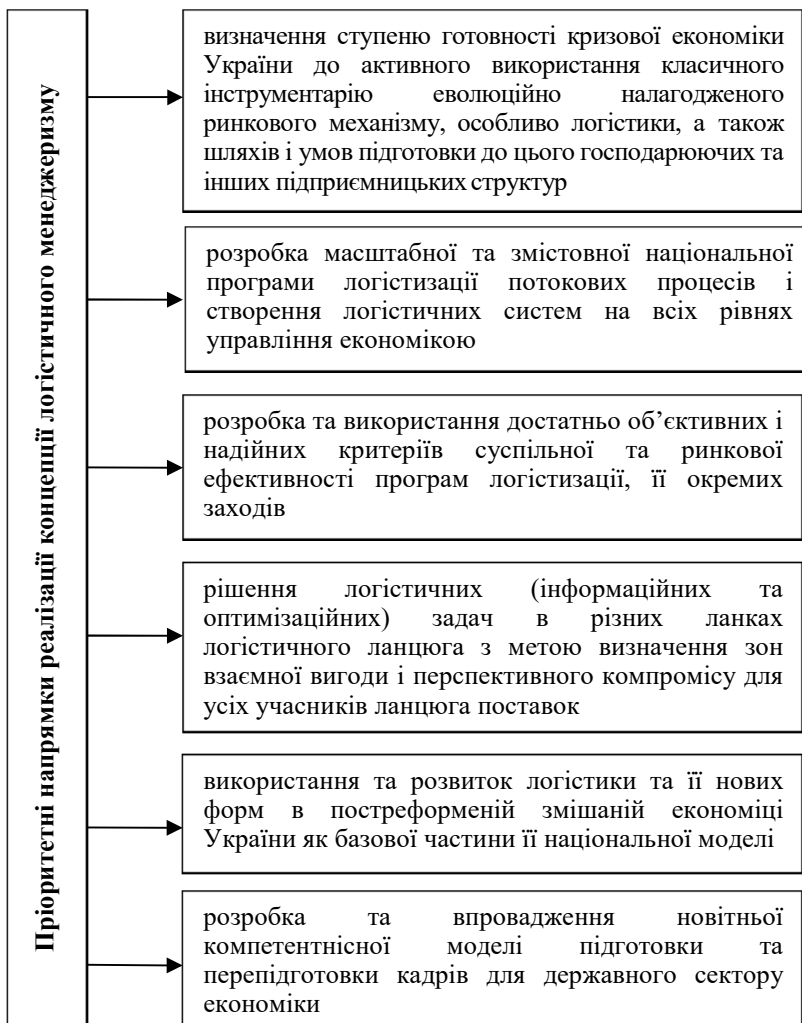 Пріоритетні напрямки реалізації концепції логістичного менеджеризму
визначення ступеню готовності кризової економіки
України до активного використання класичного
інструментарію еволюційно налагодженого
ринкового механізму, особливо логістики, а також
шляхів і умов підготовки до цього господарюючих та
інших підприємницьких структур
розробка масштабної та змістовної національної
програми логістизації потокових процесів і
створення логістичних систем на всіх рівнях
управління економікою
розробка та використання достатньо об’єктивних і
надійних критеріїв суспільної та ринкової
ефективності програм логістизації, її окремих
заходів
рішення логістичних (інформаційних та
оптимізаційних) задач в різних ланках
логістичного ланцюга з метою визначення зон
взаємної вигоди і перспективного компромісу для
усіх учасників ланцюга поставок
використання та розвиток логістики та її нових
форм в постреформеній змішаній економіці
України як базової частини її національної моделі
розробка та впровадження новітньої
компетентнісної моделі підготовки та
перепідготовки кадрів для державного сектору
економіки